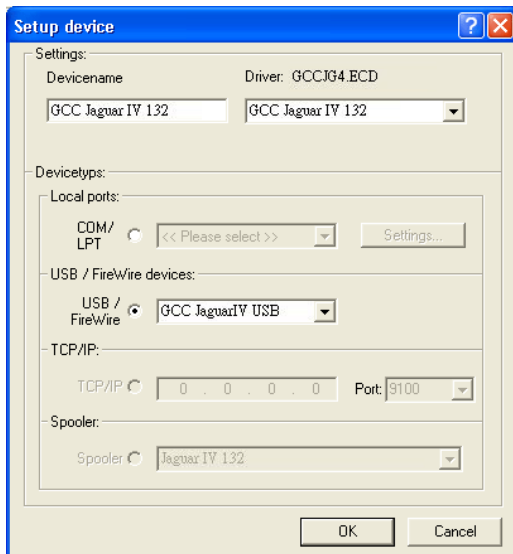 Setup device
Settings:
Devicename
Driver: GCCJG4.ECD
GCC Jaguar IV 132
GCC Jaguar IV 132
Devicetyps:
Local ports:
COM/
LPT
<< Please select >>
Settings...
USB / FireWire devices:
USB /
FireWire
GCC JaguarIV USB
TCP/IP:
TCP/IP
0 . 0 . 0 . 0
Port:
9100
Spooler:
Spooler
Jaguar IV 132
OK
Cancel